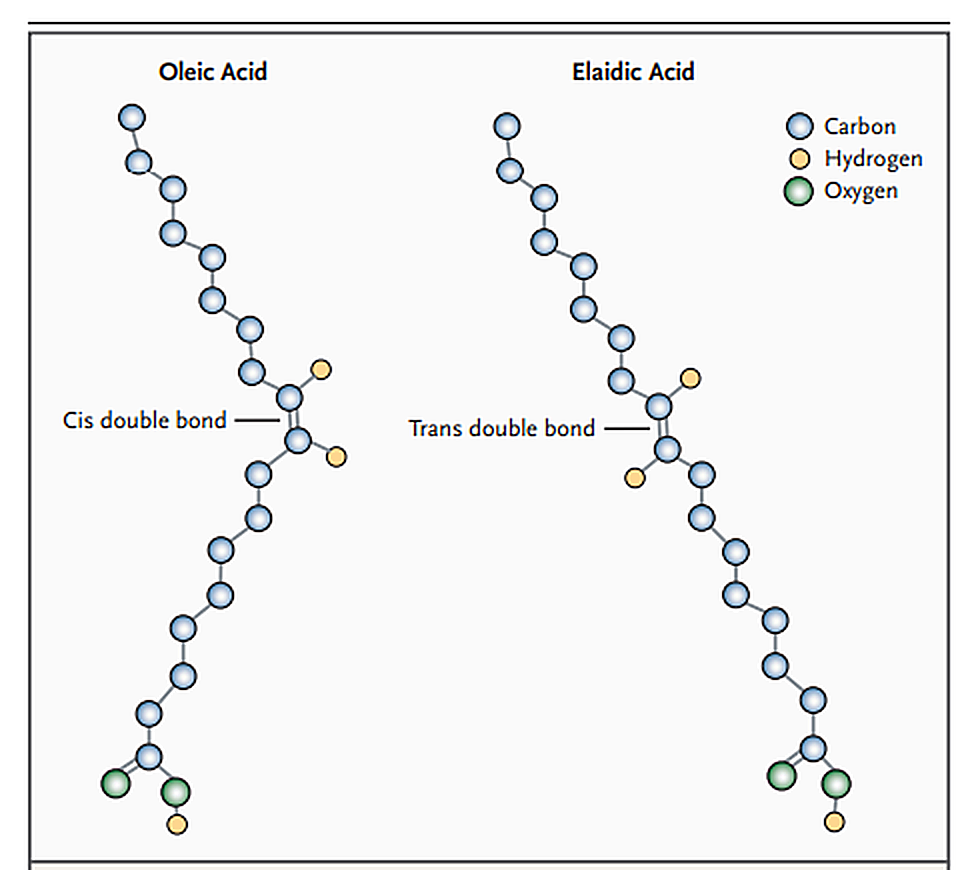 Oleic Acid
Elaidic Acid
Carbon
Hydrogen
Oxygen
Cis double bond
Trans double bond